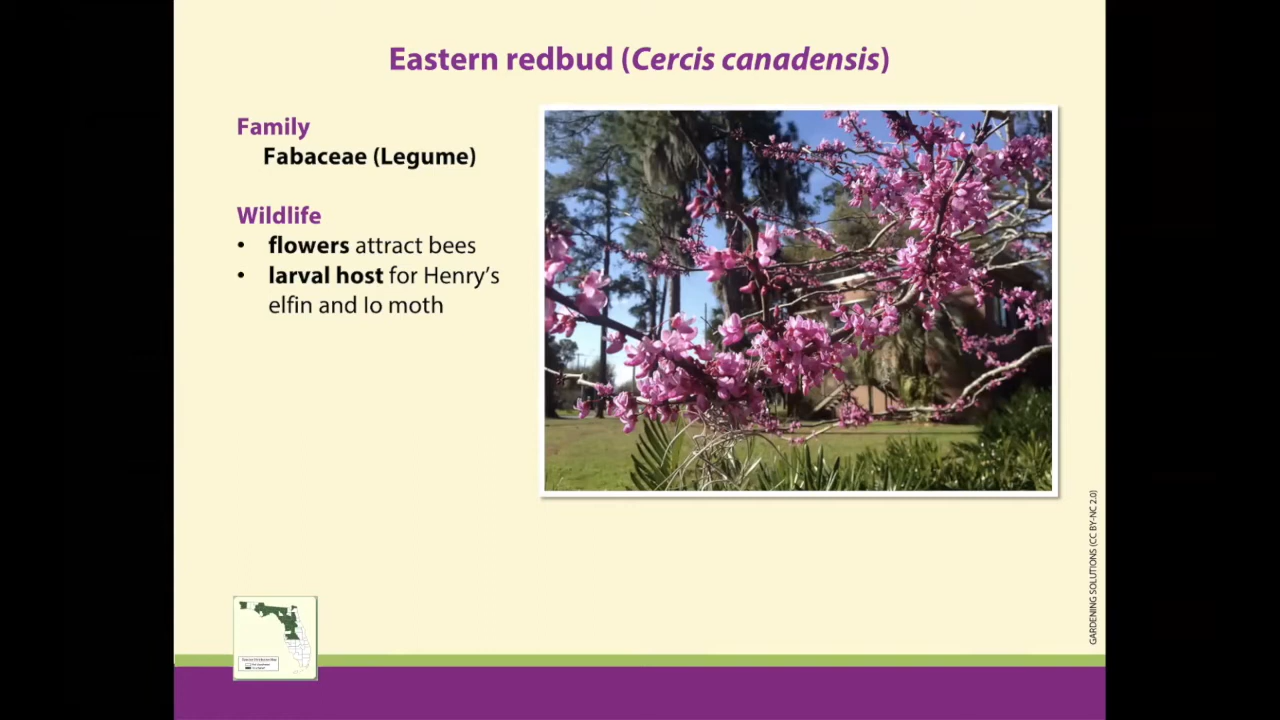 Eastern redbud (Cercis canadensis)
Family
Fabaceae (Legume)
Wildlife
• flowers attract bees
• larval host for Henry’s
elfin and Io moth
GARDENING SOLUTIONS (CC BY-NC 2.0)